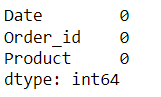 Date 0
Order_id 0
Product 0
dtype: int64